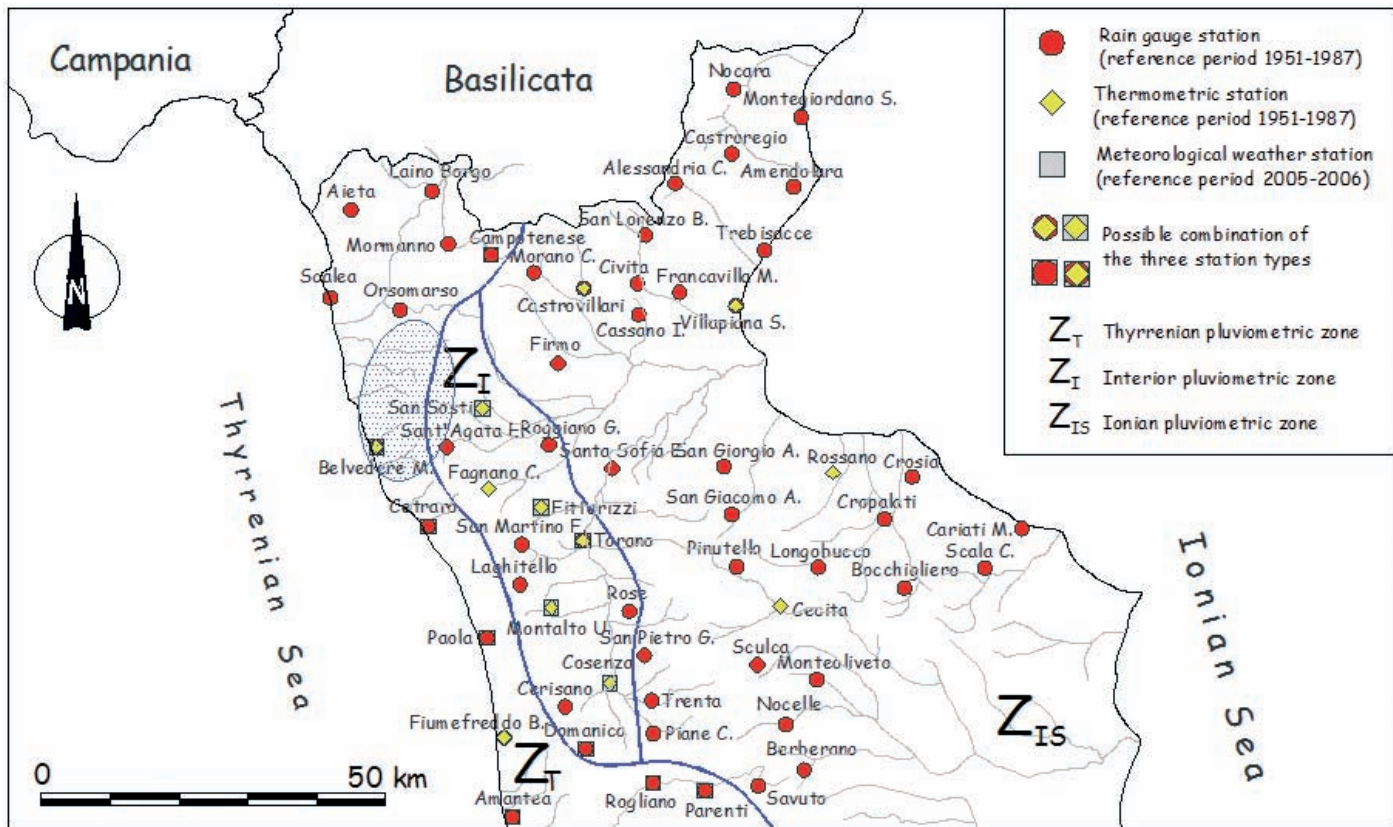 Campania
Basilicata
Nocara
Montegiordano S.
Castroregio
Alessandria C.
Amendolara
Laino Borgo
Aieta
San Lorenzo B.
Trebisacce
Mormanno
Campotenese
Morano C.
Civita
Francavilla M.
Scalea
Orsomarso
Castrovillari
Cassano I.
Villapiana S.
Firmo
Z I
San Sosti
Sant'Agata E.
Roggiano G.
Santa Sofia E.
San Giorgio A.
Rossano
Crosia
Belvedere M.
Fagnano C.
Cetraro
Fitterizzi
San Giacomo A.
Cropalati
Cariati M.
San Martino F.
Torano
Scala C.
Laghitello
Pinutello
Longobucco
Bocchigliero
Rose
Cecita
Montalto U.
Paola
San Pietro G.
Sculca
Monteoliveto
Cosenza
Cerisano
Trenta
Nocelle
Z IS
Fiumefreddo B.
Domanico
Piane C.
Berberano
Z T
Amantea
Rogliano
Parenti
Savuto
Thyrrenian Sea
Ionian Sea
N
0 50 km
Rain gauge station
(reference period 1951-1987)
Thermometric station
(reference period 1951-1987)
Meteorological weather station
(reference period 2005-2006)
Possible combination of
the three station types
Z T Thyrrenian pluviometric zone
Z I Interior pluviometric zone
Z IS Ionian pluviometric zone